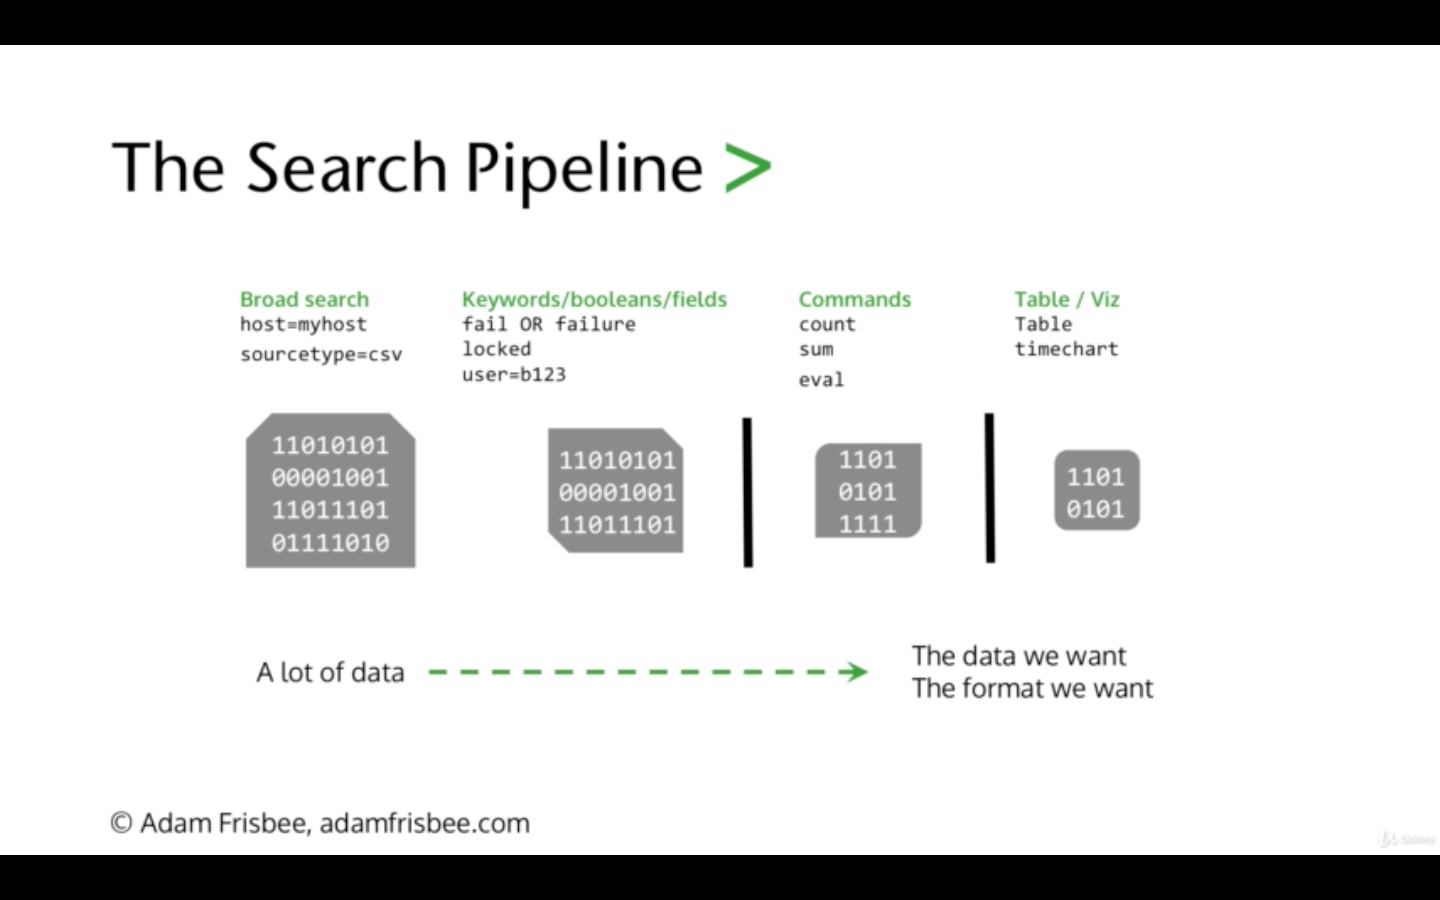 The Search Pipeline >
Broad search
host=myhost
sourcetype=csv
Keywords/booleans/fields
fail OR failure
locked
user=b123
Commands
count
sum
eval
Table / Viz
Table
timechart
11010101
00001001
11011101
01111010
11010101
00001001
11011101
1101
0101
1111
1101
0101
A lot of data
The data we want
The format we want
© Adam Frisbee, adamfrisbee.com
Udemy